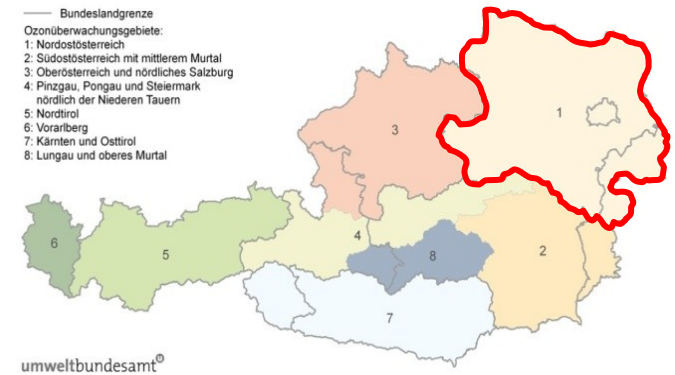 Bundeslandgrenze
Ozonüberwachungsgebiete:
1: Nordostösterreich
2: Südostösterreich mit mittlerem Murtal
3: Oberösterreich und nördliches Salzburg
4: Pinzgau, Pongau und Steiermark
nördlich der Niederen Tauern
5: Nordtirol
6: Vorarlberg
7: Kärnten und Osttirol
8: Lungau und oberes Murtal
1
3
4
6
5
8
2
7
umweltbundesamt